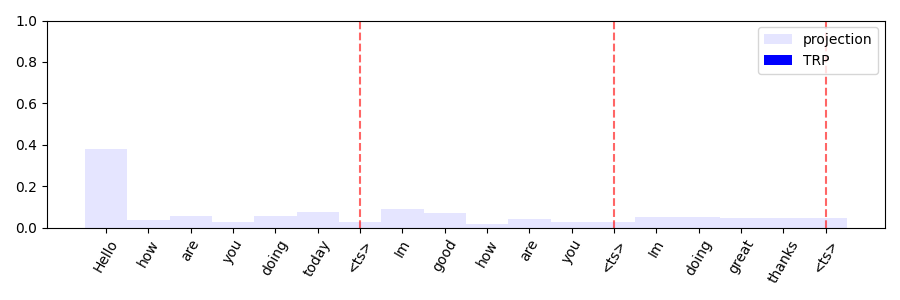 1.0
0.8
0.6
0.4
0.2
0.0
projection
TRP
Hello how are you doing today <ts> Im good how are you <ts> Im doing great thanks <ts>